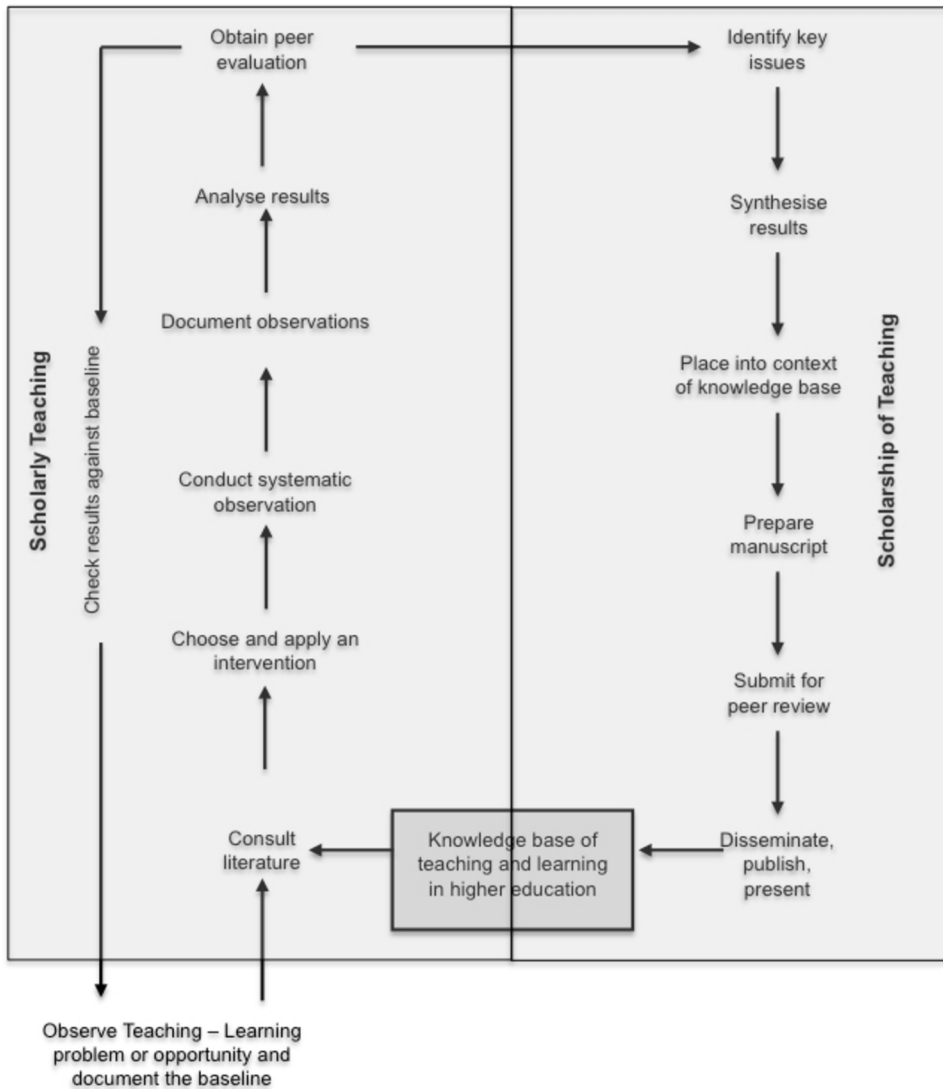 Obtain peer
evaluation
Identify key
issues
Analyse results
Synthesise
results
Document observations
Place into context
of knowledge base
Scholarly Teaching
Check results against baseline
Scholarship of Teaching
Conduct systematic
observation
Prepare
manuscript
Choose and apply an
intervention
Submit for
peer review
Consult
literature
Knowledge base of
teaching and learning
in higher education
Disseminate,
publish,
present
Observe Teaching – Learning
problem or opportunity and
document the baseline